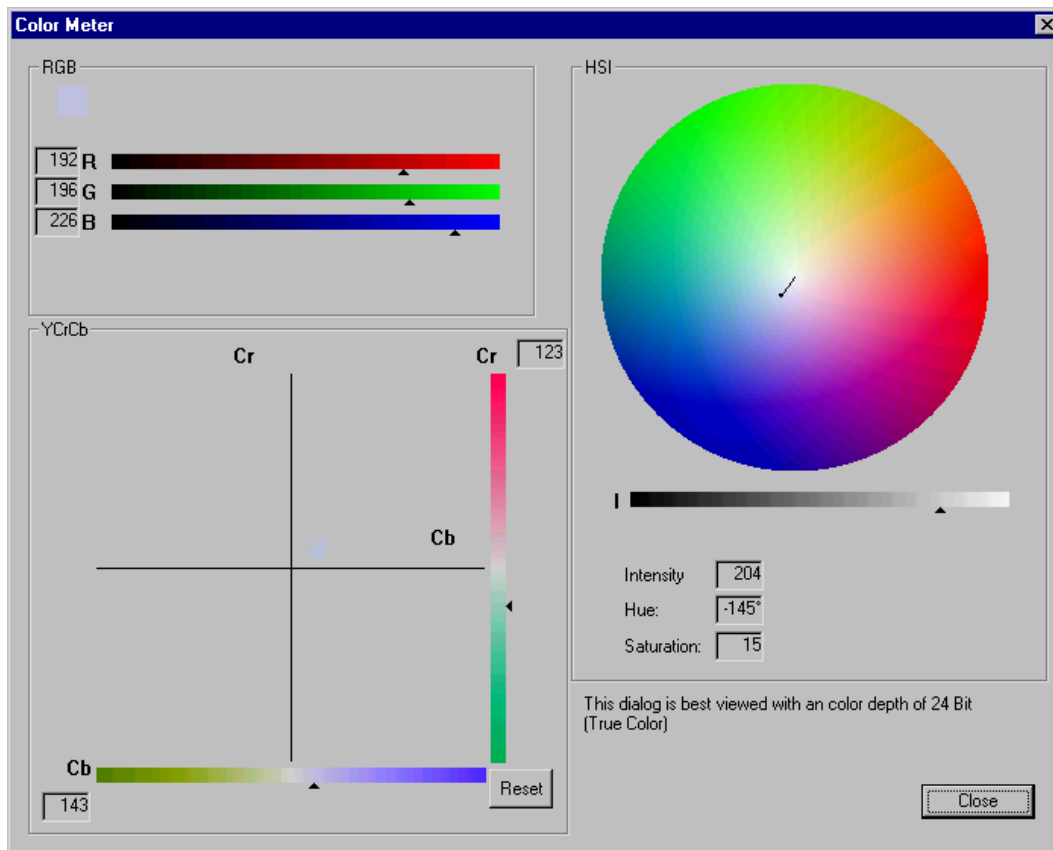 Color Meter
RGB
192 R
196 G
226 B
YCrCb
Cr
Cr 123
Cb
Cb
143
Reset
HSI
I
Intensity 204
Hue: -145°
Saturation: 15
This dialog is best viewed with an color depth of 24 Bit
(True Color)
Close